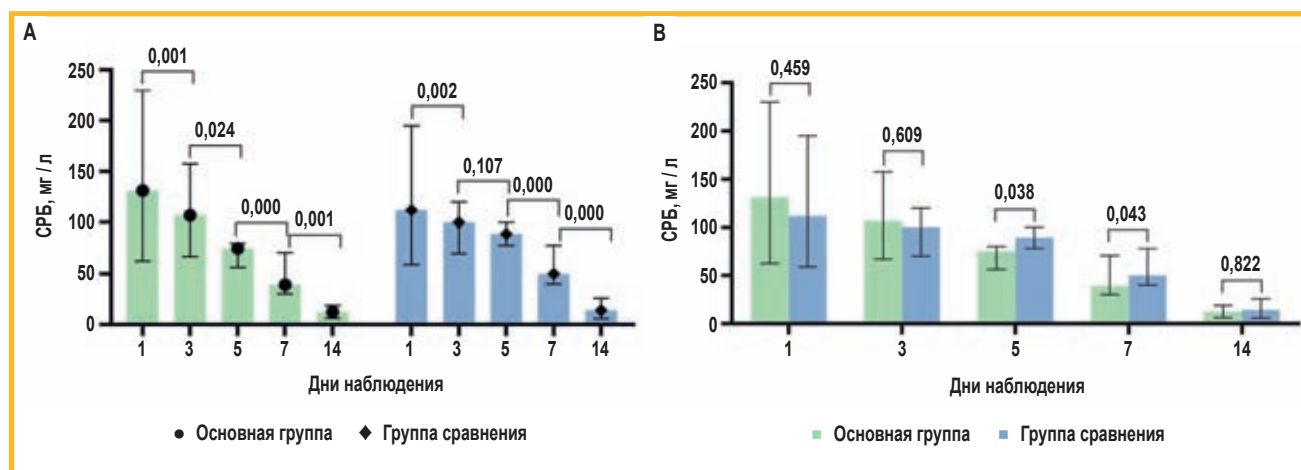 A
0,001
0,002
0,024
0,107
0,000
0,000
0,001
0,000
250
200
150
100
50
0
СРБ, мг / л
1 3 5 7 14 1 3 5 7 14
Дни наблюдения
● Основная группа ◆ Группа сравнения
B
0,459
0,609
0,038
0,043
0,822
250
200
150
100
50
0
СРБ, мг / л
1 3 5 7 14
Дни наблюдения
Основная группа Группа сравнения